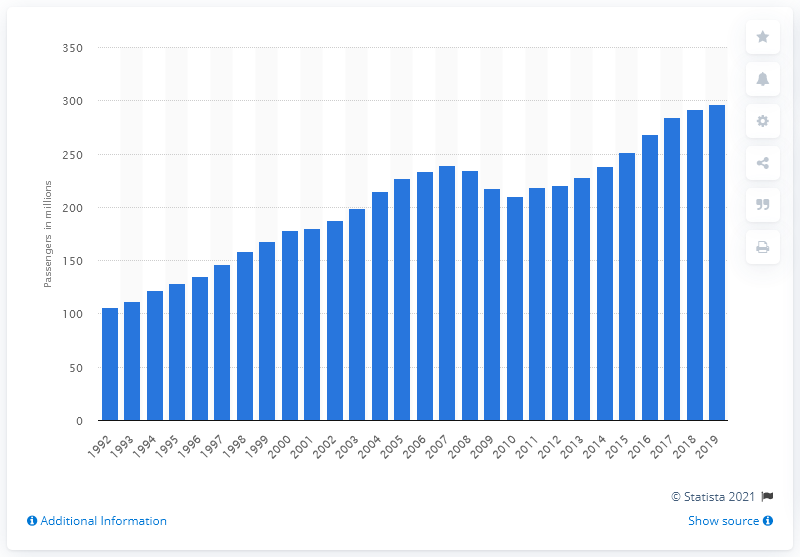 350
300
250
200
150
100
50
0
Passengers in millions
1992 1993 1994 1995 1996 1997 1998 1999 2000 2001 2002 2003 2004 2005 2006 2007 2008 2009 2010 2011 2012 2013 2014 2015 2016 2017 2018 2019
© Statista 2021
Additional Information
Show source